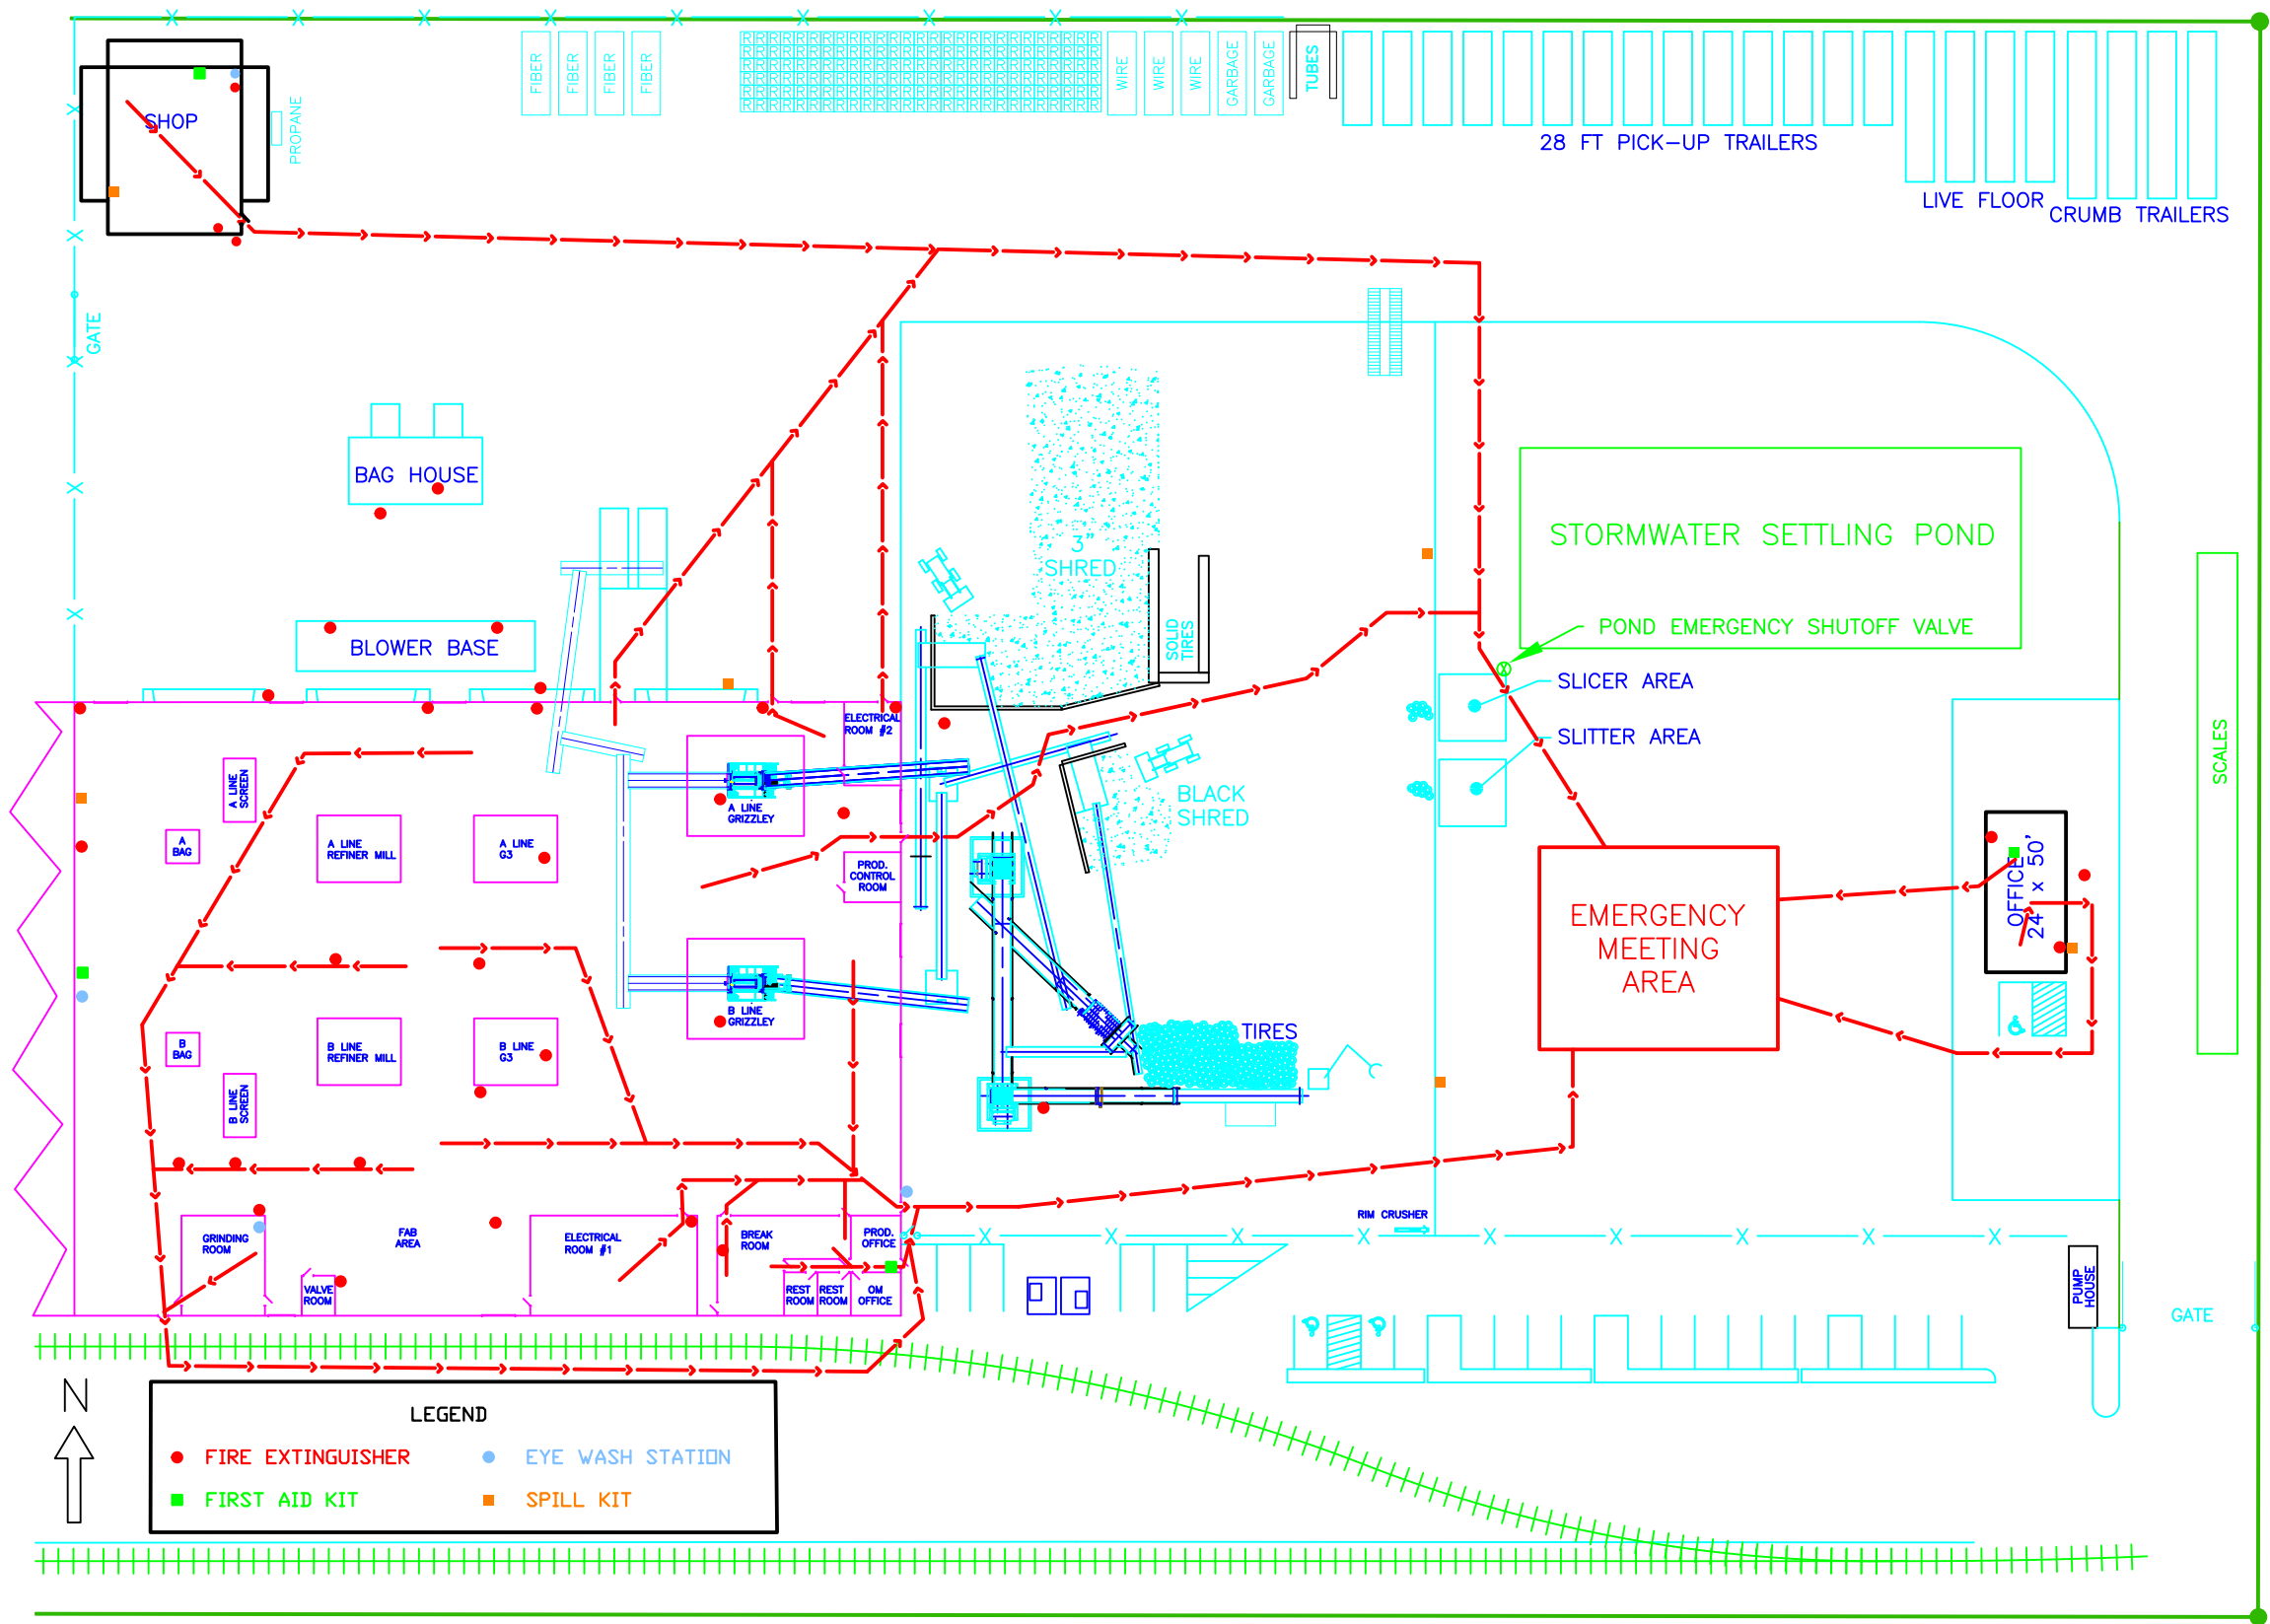 FIBER
FIBER
FIBER
FIBER
R R R R R R R R R R R R R R R R R R R R R R R R R R R
R R R R R R R R R R R R R R R R R R R R R R R R R R R
R R R R R R R R R R R R R R R R R R R R R R R R R R R
R R R R R R R R R R R R R R R R R R R R R R R R R R R
R R R R R R R R R R R R R R R R R R R R R R R R R R R
R R R R R R R R R R R R R R R R R R R R R R R R R R R
WIRE
WIRE
WIRE
GARBAGE
GARBAGE
TUBES
28 FT PICK-UP TRAILERS
LIVE FLOOR
CRUMB TRAILERS
SHOP
PROPANE
GATE
BAG HOUSE
BLOWER BASE
3"
SHRED
SOLID
TIRES
STORMWATER SETTLING POND
POND EMERGENCY SHUTOFF VALVE
SLICER AREA
SLITTER AREA
SCALES
ELECTRICAL
ROOM #2
A LINE
SCREEN
A
BAG
A LINE
REFINER MILL
A LINE
G3
A LINE
GRIZZLEY
PROD.
CONTROL
ROOM
BLACK
SHRED
EMERGENCY
MEETING
AREA
OFFICE
24 x 50'
B
BAG
B LINE
SCREEN
B LINE
REFINER MILL
B LINE
G3
B LINE
GRIZZLEY
TIRES
RIM CRUSHER
GRINDING
ROOM
VALVE
ROOM
FAB
AREA
ELECTRICAL
ROOM #1
BREAK
ROOM
PROD.
OFFICE
REST
ROOM
REST
ROOM
OM
OFFICE
PUMP
HOUSE
GATE
N
LEGEND
FIRE EXTINGUISHER
EYE WASH STATION
FIRST AID KIT
SPILL KIT